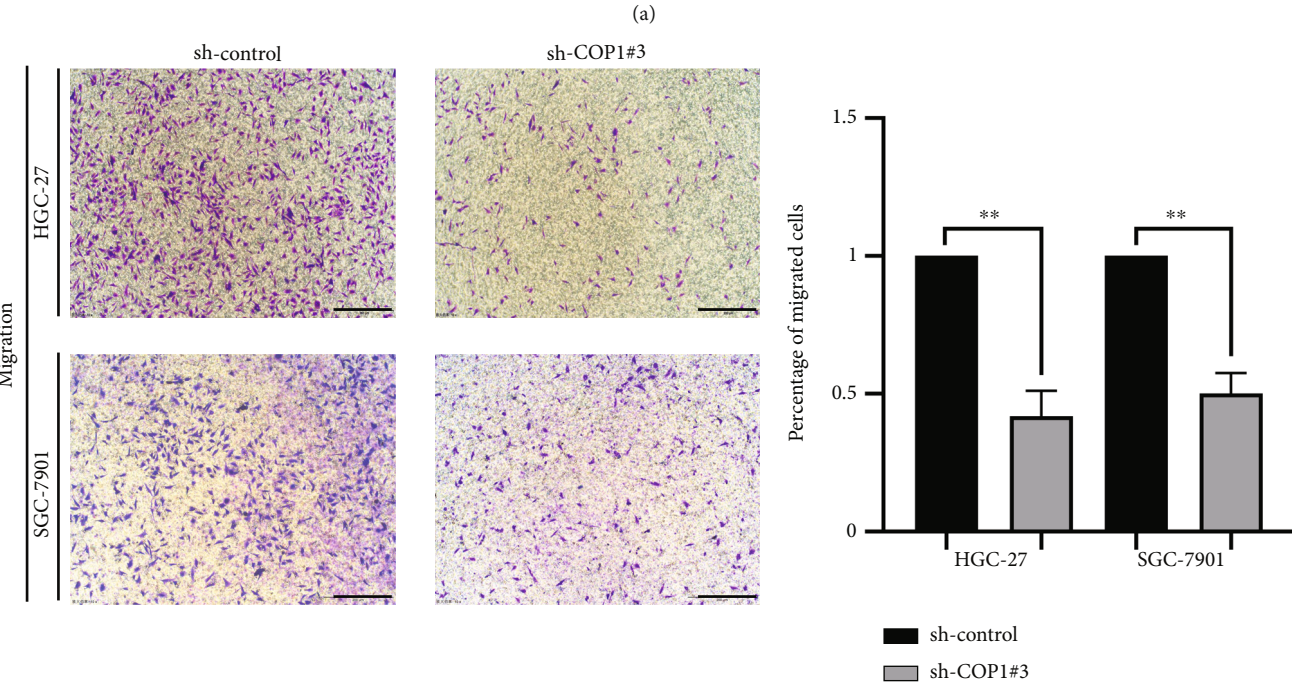 (a)
sh-control
sh-COP1#3
Migration
HGC-27
SGC-7901
Percentage of migrated cells
1.5
1
0.5
0
**
**
HGC-27
SGC-7901
sh-control
sh-COP1#3